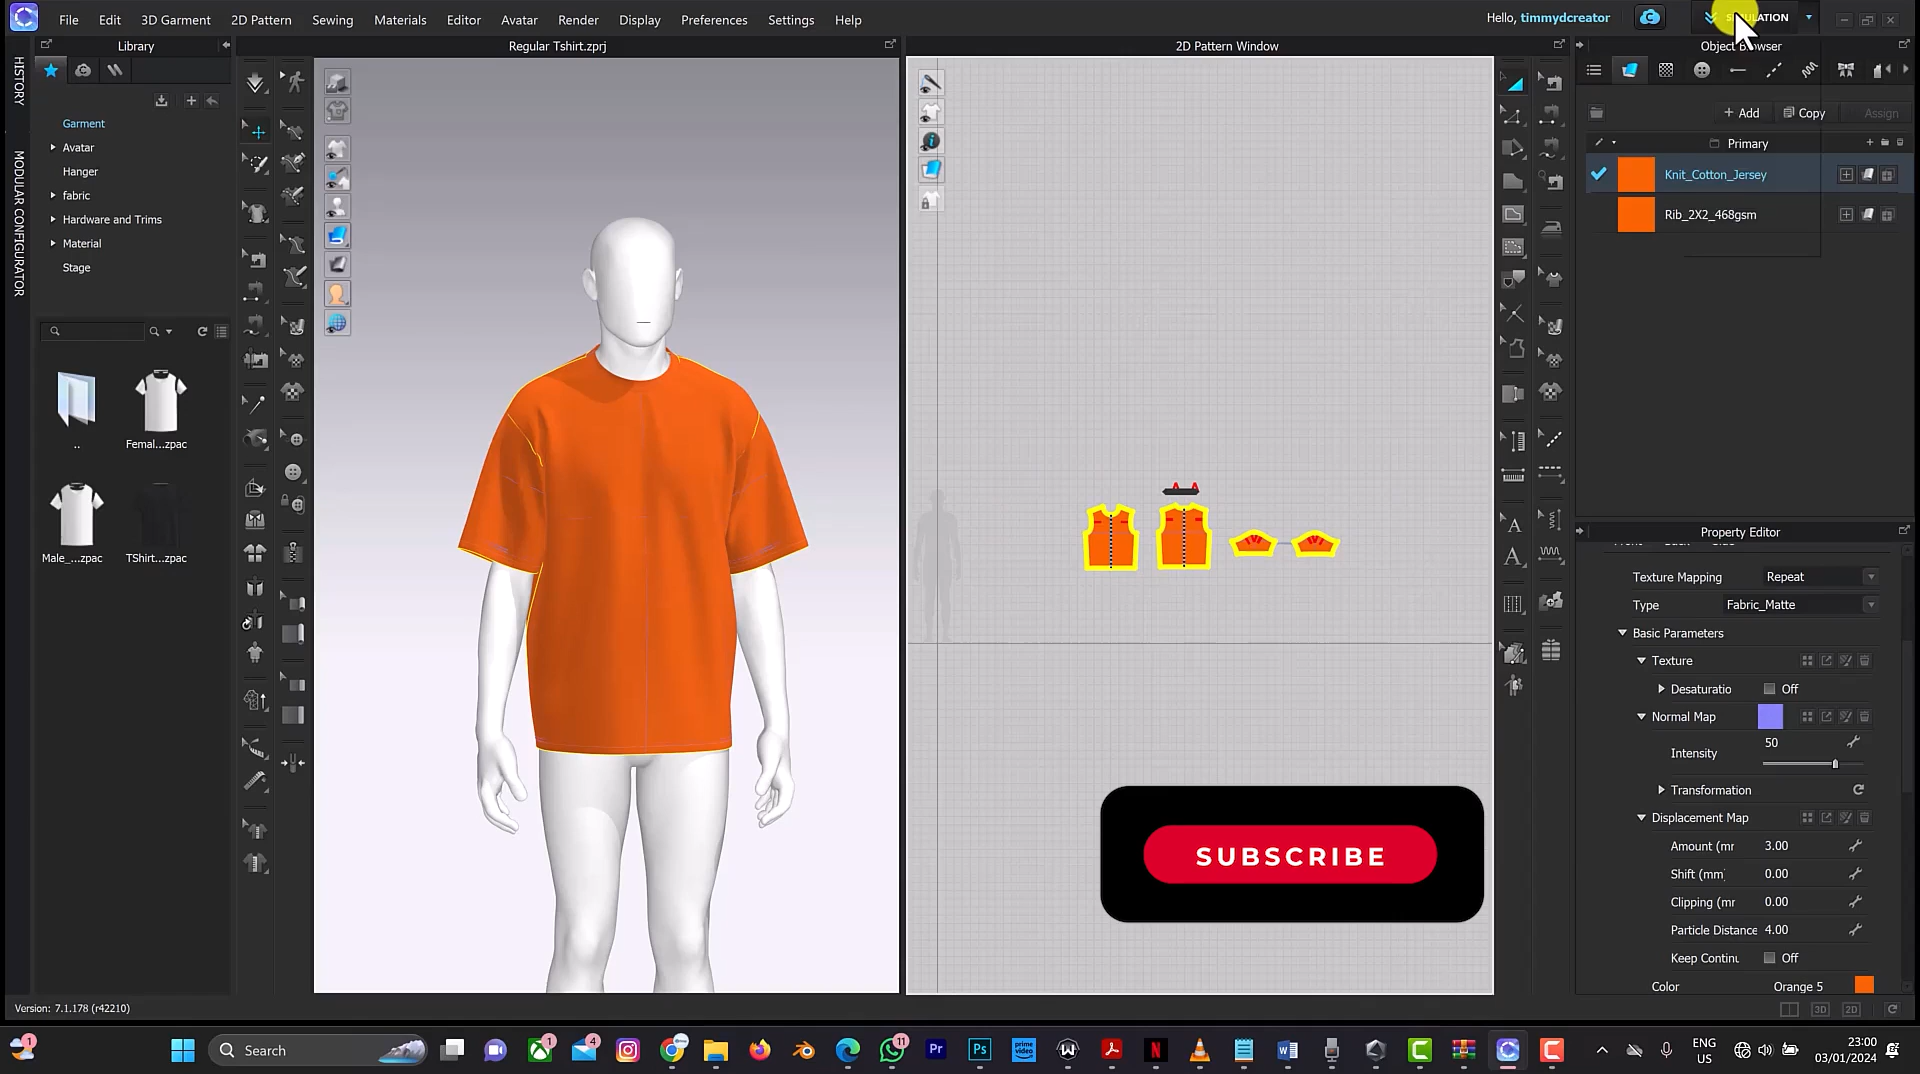 File Edit 3D Garment 2D Pattern Sewing Materials Editor Avatar Render Display Preferences Settings Help
Hello, timmydcreator
Library
Regular Tshirt.zprj
2D Pattern Window
Object Browser
HISTORY
MODULAR CONFIGURATOR
Garment
Avatar
Hanger
fabric
Hardware and Trims
Material
Stage
..
Femal...zpac
Male_...zpac
TShirt...zpac
+ Add
Copy
Assign
Primary
Knit_Cotton_Jersey
Rib_2X2_468gsm
Property Editor
Texture Mapping Repeat
Type Fabric_Matte
Basic Parameters
Texture
Desaturatio Off
Normal Map
Intensity 50
Transformation
Displacement Map
Amount (mr 3.00
Shift (mm) 0.00
Clipping (mr 0.00
Particle Distance 4.00
Keep Continu Off
Color Orange 5
SUBSCRIBE
Version: 7.1.178 (r42210)
3D 2D
Search
ENG
US
23:00
03/01/2024